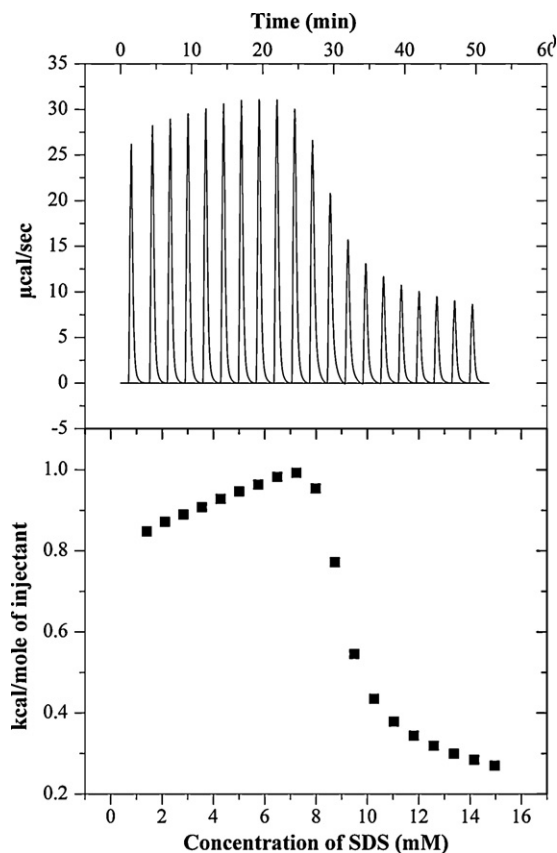 Time (min)
0 10 20 30 40 50 60
35
30
25
20
15
10
5
0
-5
µcal/sec
1.0
0.8
0.6
0.4
0.2
kcal/mole of injectant
0 2 4 6 8 10 12 14 16
Concentration of SDS (mM)